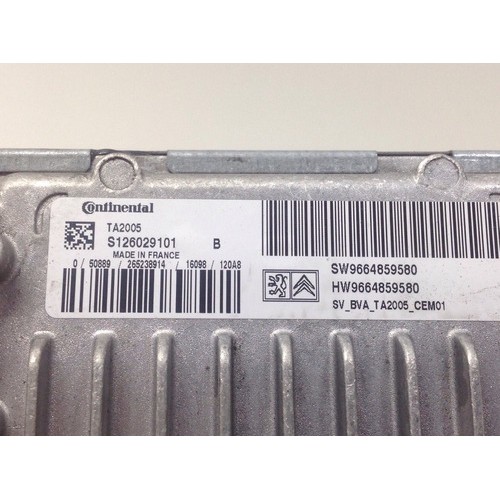 Continental
TA2005
S126029101 B
MADE IN FRANCE
0 / 50889 / 265238914 / 16098 / 120A8
SW9664859580
HW9664859580
SV_BVA_TA2005_CEM01